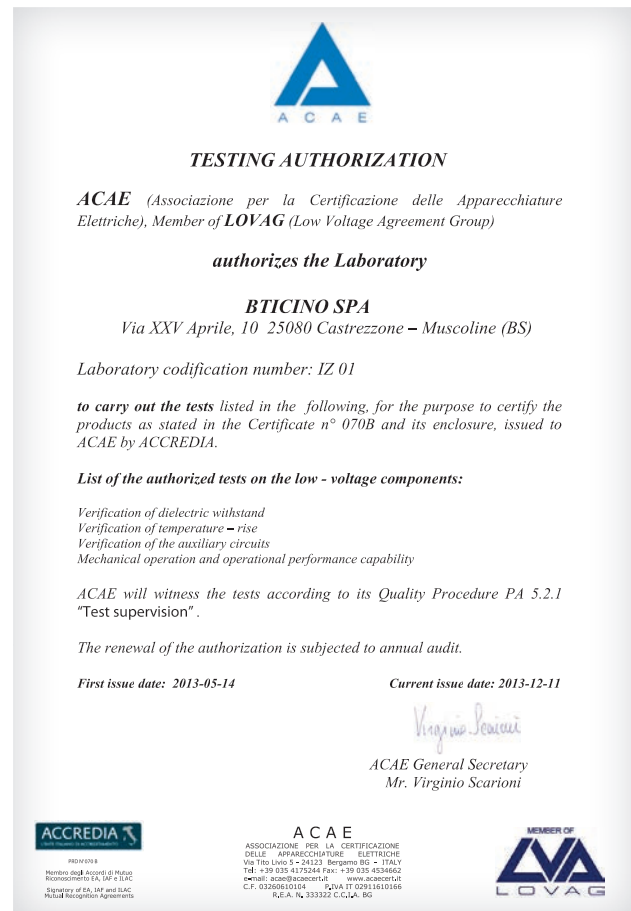 ACAE
TESTING AUTHORIZATION
ACAE (Associazione per la Certificazione delle Apparecchiature
Elettriche), Member of LOVAG (Low Voltage Agreement Group)
authorizes the Laboratory
BTICINO SPA
Via XXV Aprile, 10 25080 Castrezzone – Muscoline (BS)
Laboratory codification number: IZ 01
to carry out the tests listed in the following, for the purpose to certify the
products as stated in the Certificate n° 070B and its enclosure, issued to
ACAE by ACCREDIA.
List of the authorized tests on the low - voltage components:
Verification of dielectric withstand
Verification of temperature – rise
Verification of the auxiliary circuits
Mechanical operation and operational performance capability
ACAE will witness the tests according to its Quality Procedure PA 5.2.1
“Test supervision” .
The renewal of the authorization is subjected to annual audit.
First issue date: 2013-05-14 Current issue date: 2013-12-11
Virginio Scarioni
ACAE General Secretary
Mr. Virginio Scarioni
ACCREDIA
L'ENTE ITALIANO DI ACCREDITAMENTO
PRD N°070 B
Membro degli Accordi di Mutuo
Riconoscimento EA, IAF e ILAC
Signatory of EA, IAF and ILAC
Mutual Recognition Agreements
A C A E
ASSOCIAZIONE PER LA CERTIFICAZIONE
DELLE APPARECCHIATURE ELETTRICHE
Via Tito Livio 5 - 24123 Bergamo BG - ITALY
Tel: +39 035 4175244 Fax: +39 035 4534662
e-mail: acae@acaecert.it www.acaecert.it
C.F. 03260610104 P.IVA IT 02911610166
R.E.A. N. 333322 C.C.I.A. BG
MEMBER OF
LVA
LOVAG